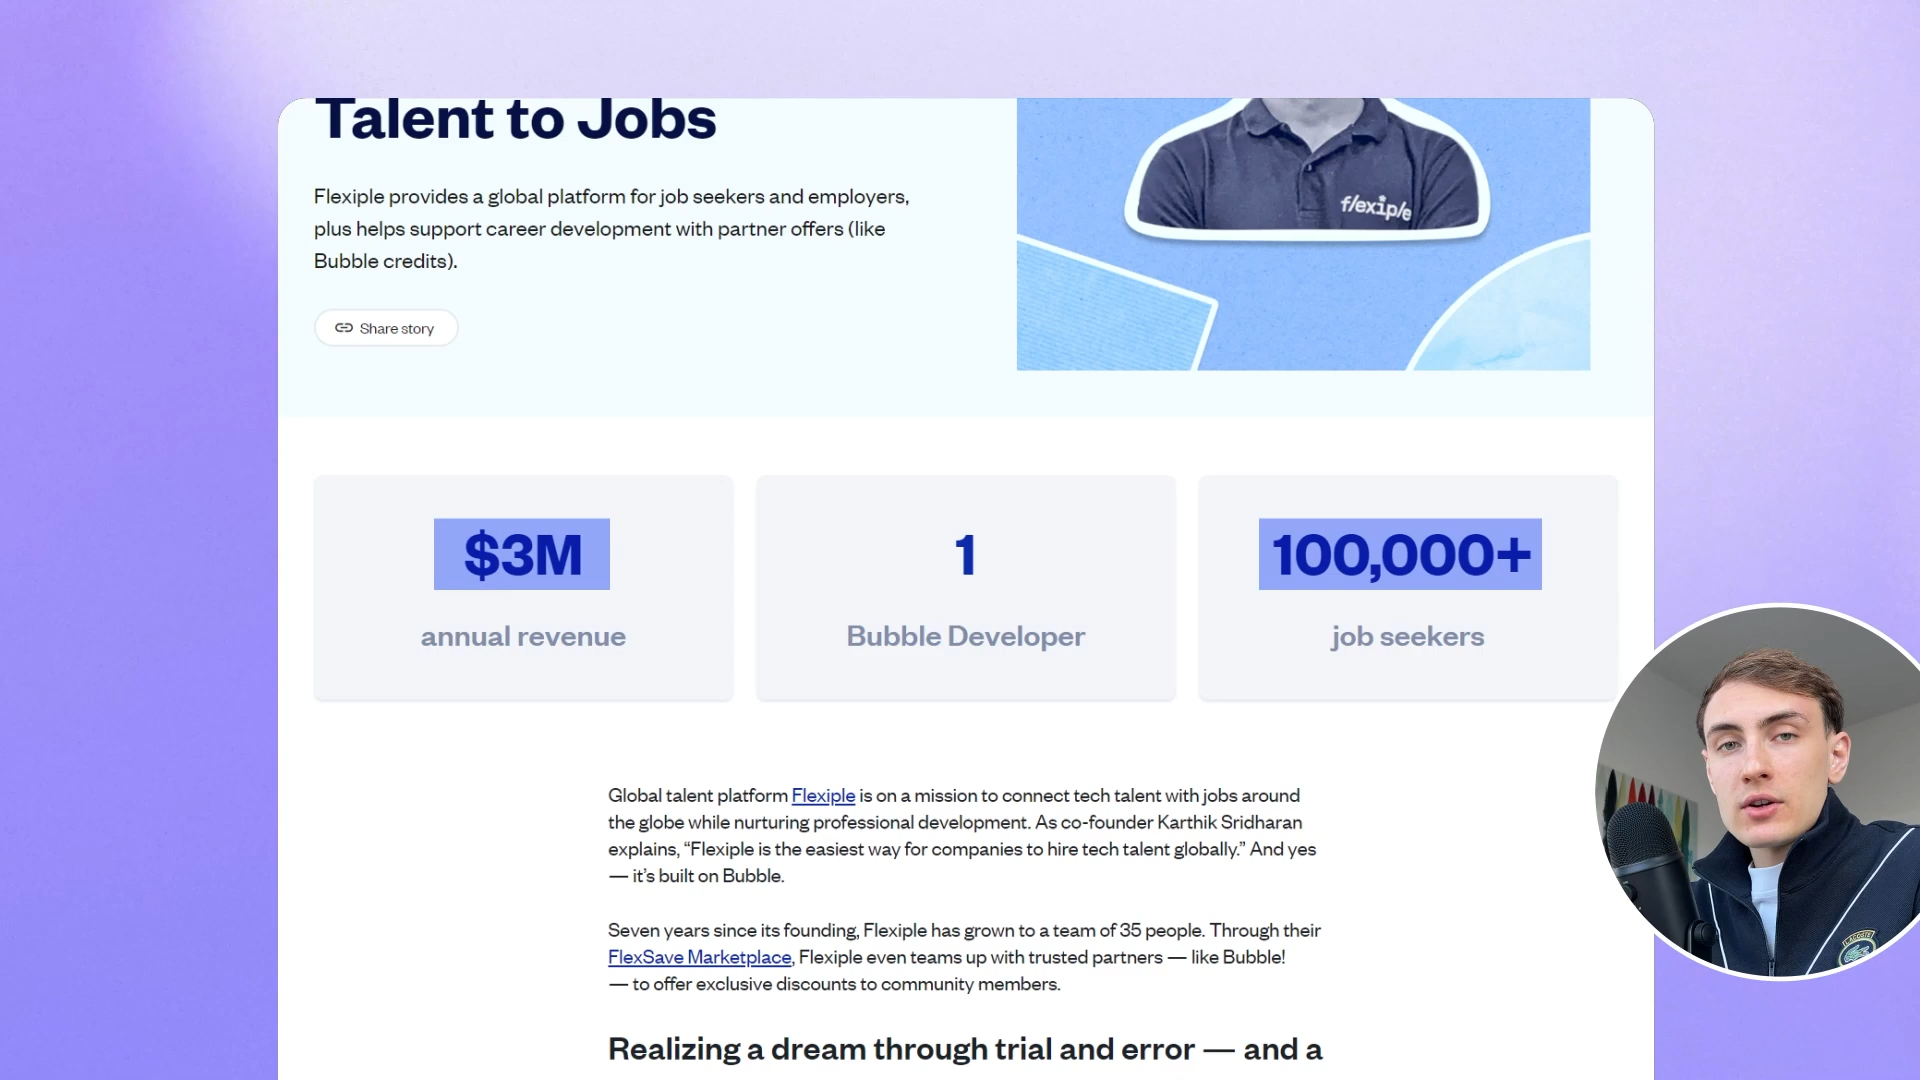 Talent to Jobs
Flexiple provides a global platform for job seekers and employers,
plus helps support career development with partner offers (like
Bubble credits).
Share story
flexiple
$3M
annual revenue
1
Bubble Developer
100,000+
job seekers
Global talent platform Flexiple is on a mission to connect tech talent with jobs around
the globe while nurturing professional development. As co-founder Karthik Sridharan
explains, “Flexiple is the easiest way for companies to hire tech talent globally.” And yes
— it’s built on Bubble.
Seven years since its founding, Flexiple has grown to a team of 35 people. Through their
FlexSave Marketplace, Flexiple even teams up with trusted partners — like Bubble!
— to offer exclusive discounts to community members.
Realizing a dream through trial and error — and a
LACOSTE